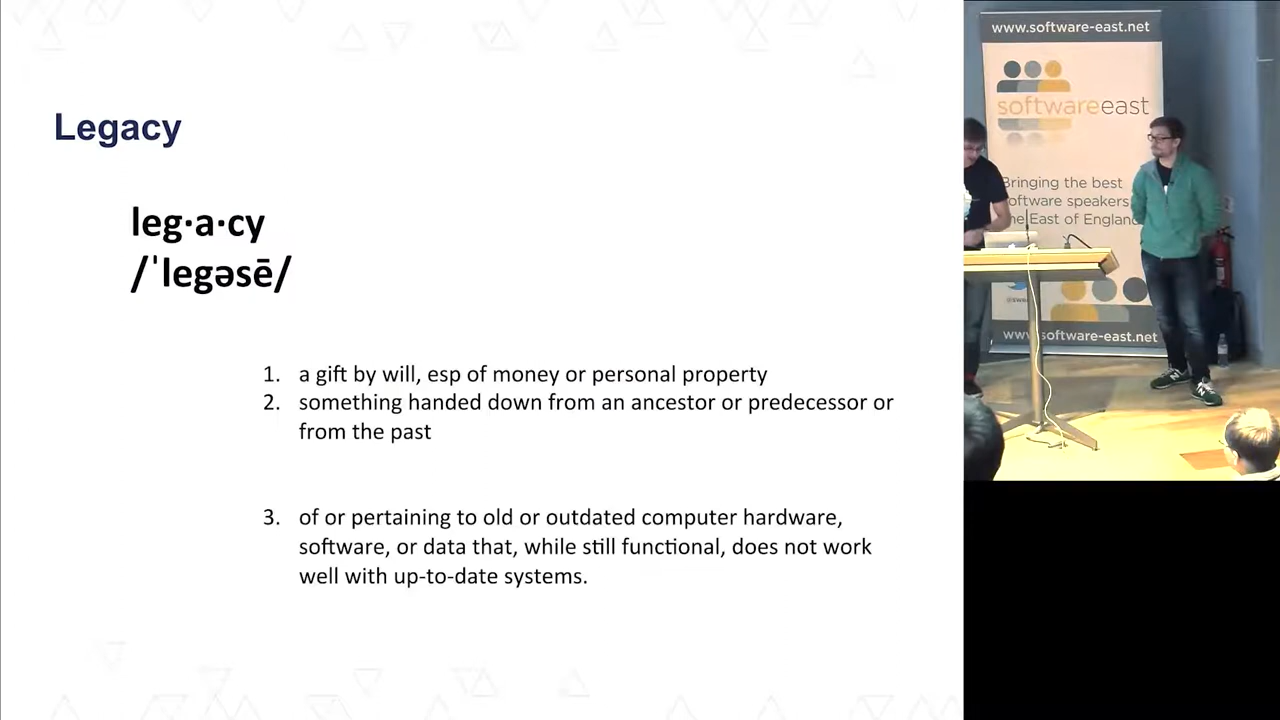 Legacy
leg·a·cy
/ˈlegəsē/
1. a gift by will, esp of money or personal property
2. something handed down from an ancestor or predecessor or
from the past
3. of or pertaining to old or outdated computer hardware,
software, or data that, while still functional, does not work
well with up-to-date systems.
www.software-east.net
softwareeast
Bringing the best
software speakers
the East of England
www.software-east.net